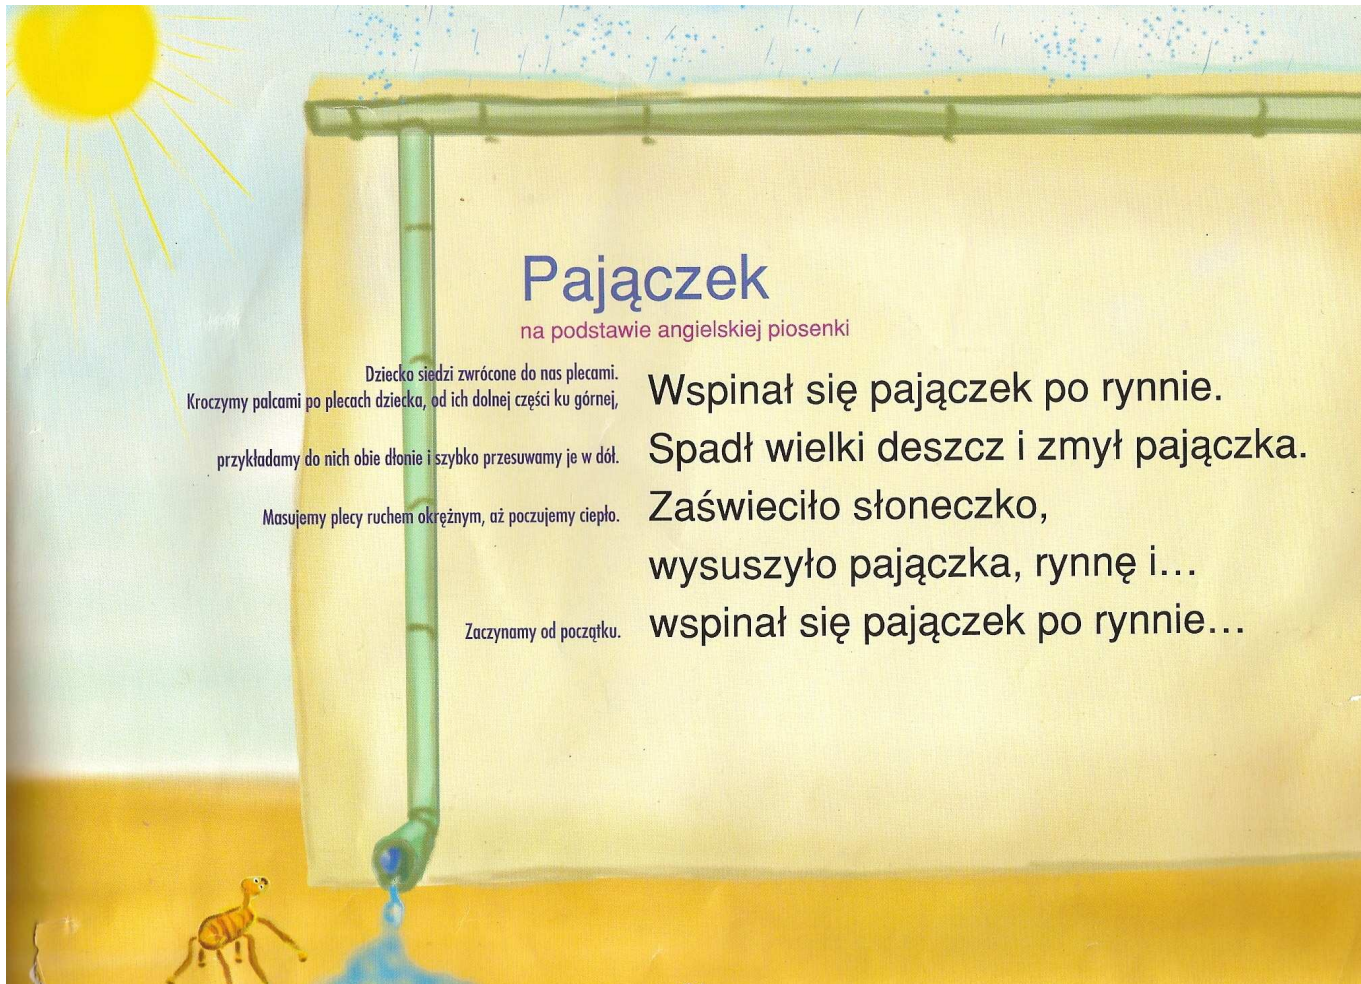 Pajączek
na podstawie angielskiej piosenki
Dziecko siedzi zwrócone do nas plecami.
Kroczymy palcami po plecach dziecka, od ich dolnej części ku górnej,
Wspinał się pajączek po rynnie.
przykładamy do nich obie dłonie i szybko przesuwamy je w dół.
Spadł wielki deszcz i zmył pajączka.
Masujemy plecy ruchem okrężnym, aż poczujemy ciepło.
Zaświeciło słoneczko,
wysuszyło pajączka, rynnę i...
Zaczynamy od początku.
wspinał się pajączek po rynnie...